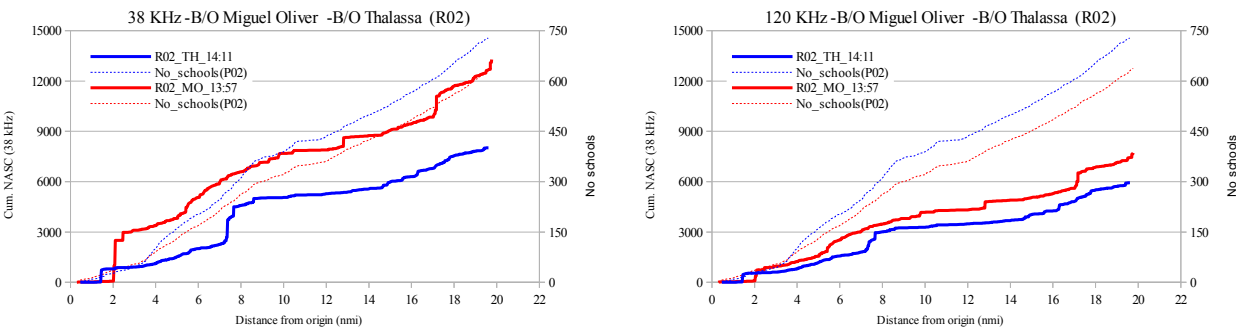 38 KHz -B/O Miguel Oliver -B/O Thalassa (R02)
15000
12000
9000
6000
3000
0
Cum. NASC (38 kHz)
750
600
450
300
150
0
No schools
R02_TH_14:11
No_schools(P02)
R02_MO_13:57
No_schools(P02)
0 2 4 6 8 10 12 14 16 18 20 22
Distance from origin (nmi)
120 KHz -B/O Miguel Oliver -B/O Thalassa (R02)
15000
12000
9000
6000
3000
0
Cum. NASC (38 kHz)
750
600
450
300
150
0
No schools
R02_TH_14:11
No_schools(P02)
R02_MO_13:57
No_schools(P02)
0 2 4 6 8 10 12 14 16 18 20 22
Distance from origin (nmi)